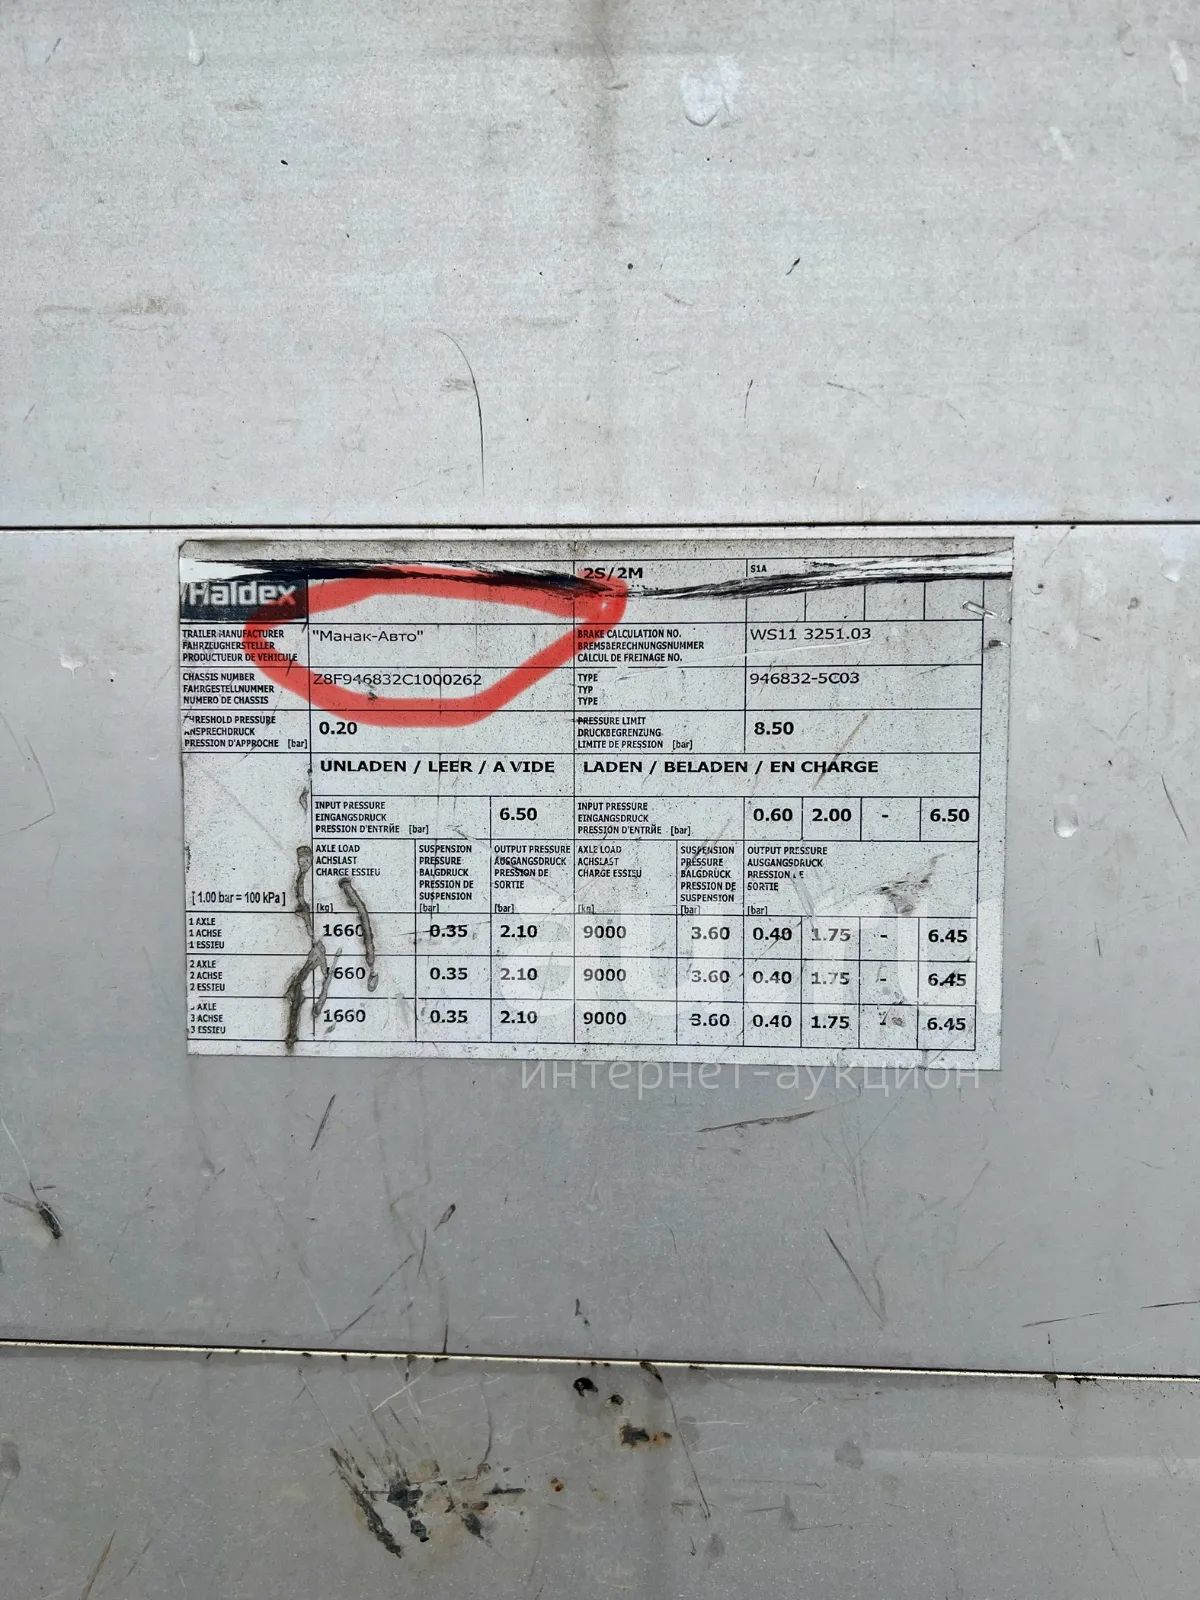 2S/2M S1A
Haldex
TRAILER MANUFACTURER "Манак-Авто" BRAKE CALCULATION NO. WS11 3251.03
FAHRZEUGHERSTELLER BREMSBERECHNUNGSNUMMER
PRODUCTEUR DE VEHICULE CALCUL DE FREINAGE NO.
CHASSIS NUMBER Z8F946832C1000262 TYPE 946832-5C03
FAHRGESTELLNUMMER TYP
NUMERO DE CHASSIS TYPE
THRESHOLD PRESSURE 0.20 PRESSURE LIMIT 8.50
ANSPRECHDRUCK DRUCKBEGRENZUNG
PRESSION D'APPROCHE [bar] LIMITE DE PRESSION [bar]
UNLADEN / LEER / A VIDE LADEN / BELADEN / EN CHARGE
INPUT PRESSURE 6.50 INPUT PRESSURE 0.60 2.00 - 6.50
EINGANGSDRUCK EINGANGSDRUCK
PRESSION D'ENTRÉE [bar] PRESSION D'ENTRÉE [bar]
AXLE LOAD SUSPENSION OUTPUT PRESSURE AXLE LOAD SUSPENSION OUTPUT PRESSURE
ACHSLAST PRESSURE AUSGANGSDRUCK ACHSLAST PRESSURE AUSGANGSDRUCK
CHARGE ESSIEU BALGDRUCK PRESSION DE CHARGE ESSIEU BALGDRUCK PRESSION DE
PRESSION DE SORTIE PRESSION DE SORTIE
[1.00 bar = 100 kPa] SUSPENSION SUSPENSION
[kg] [bar] [bar] [kg] [bar] [bar]
1 AXLE 1660 0.35 2.10 9000 3.60 0.40 1.75 - 6.45
1 ACHSE
1 ESSIEU
2 AXLE 1660 0.35 2.10 9000 3.60 0.40 1.75 - 6.45
2 ACHSE
2 ESSIEU
3 AXLE 1660 0.35 2.10 9000 3.60 0.40 1.75 - 6.45
3 ACHSE
3 ESSIEU
интернет-аукцион